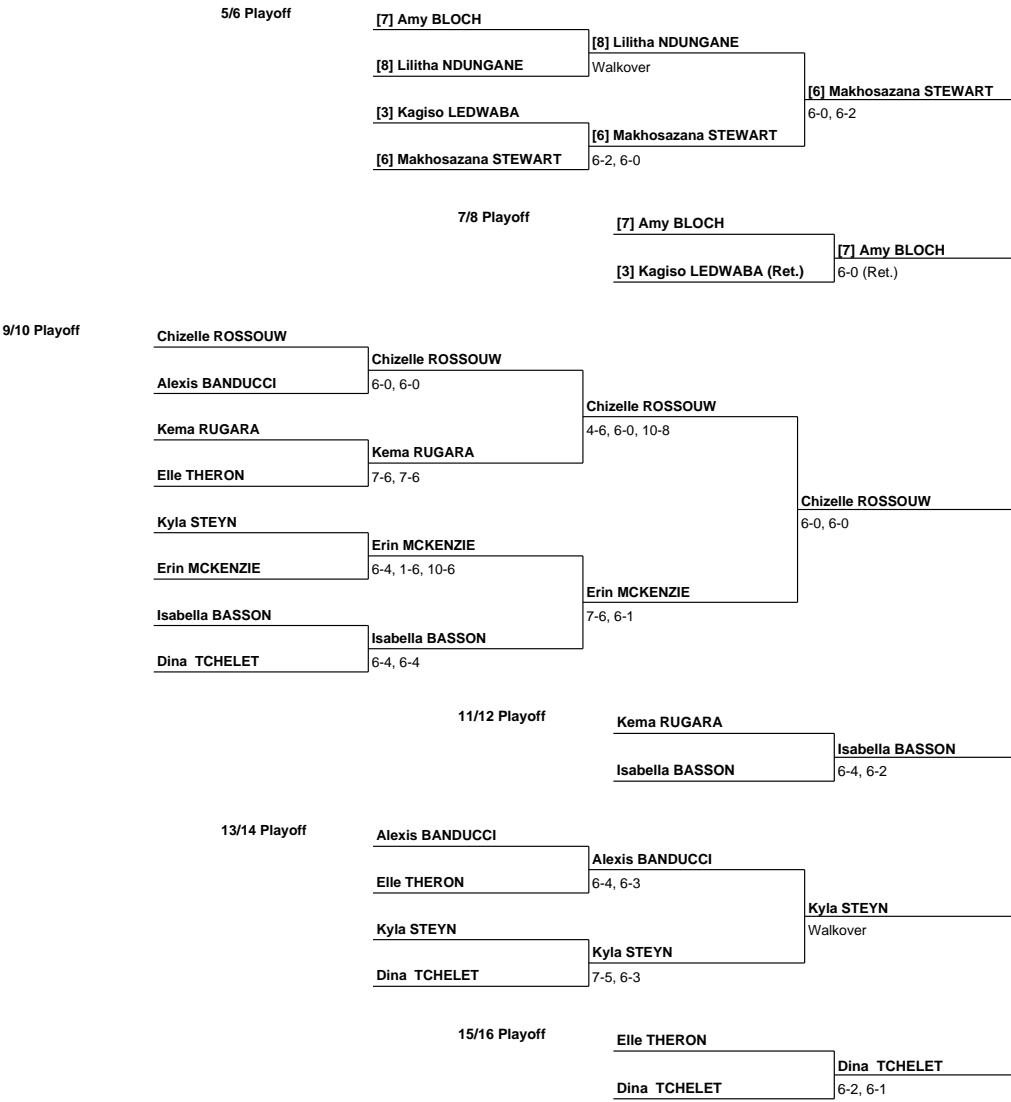 5/6 Playoff
[7] Amy BLOCH
[8] Lilitha NDUNGANE
[8] Lilitha NDUNGANE
Walkover
[6] Makhosazana STEWART
6-0, 6-2
[3] Kagiso LEDWABA
[6] Makhosazana STEWART
[6] Makhosazana STEWART
6-2, 6-0
7/8 Playoff
[7] Amy BLOCH
[7] Amy BLOCH
[3] Kagiso LEDWABA (Ret.)
6-0 (Ret.)
9/10 Playoff
Chizelle ROSSOUW
Chizelle ROSSOUW
Alexis BANDUCCI
6-0, 6-0
Chizelle ROSSOUW
4-6, 6-0, 10-8
Kema RUGARA
Kema RUGARA
Elle THERON
7-6, 7-6
Chizelle ROSSOUW
6-0, 6-0
Kyla STEYN
Erin MCKENZIE
Erin MCKENZIE
6-4, 1-6, 10-6
Erin MCKENZIE
7-6, 6-1
Isabella BASSON
Isabella BASSON
Dina TCHELET
6-4, 6-4
11/12 Playoff
Kema RUGARA
Isabella BASSON
Isabella BASSON
6-4, 6-2
13/14 Playoff
Alexis BANDUCCI
Alexis BANDUCCI
Elle THERON
6-4, 6-3
Kyla STEYN
Walkover
Kyla STEYN
Kyla STEYN
Dina TCHELET
7-5, 6-3
15/16 Playoff
Elle THERON
Dina TCHELET
Dina TCHELET
6-2, 6-1